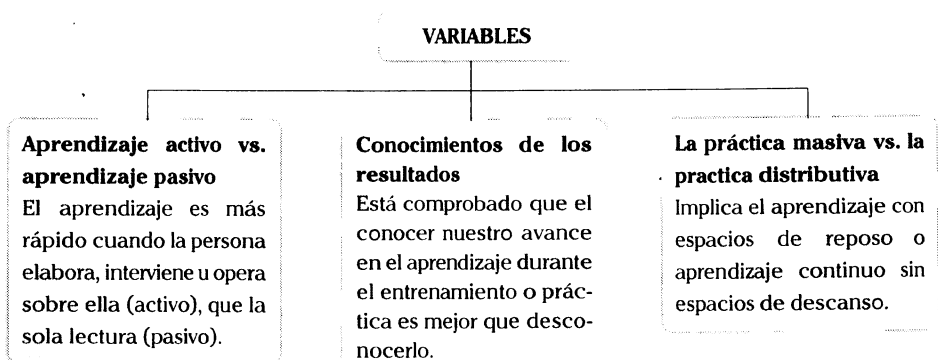 VARIABLES
Aprendizaje activo vs.
aprendizaje pasivo
El aprendizaje es más
rápido cuando la persona
elabora, interviene u opera
sobre ella (activo), que la
sola lectura (pasivo).
Conocimientos de los
resultados
Está comprobado que el
conocer nuestro avance
en el aprendizaje durante
el entrenamiento o prác-
tica es mejor que desco-
nocerlo.
La práctica masiva vs. la
practica distributiva
Implica el aprendizaje con
espacios de reposo o
aprendizaje continuo sin
espacios de descanso.